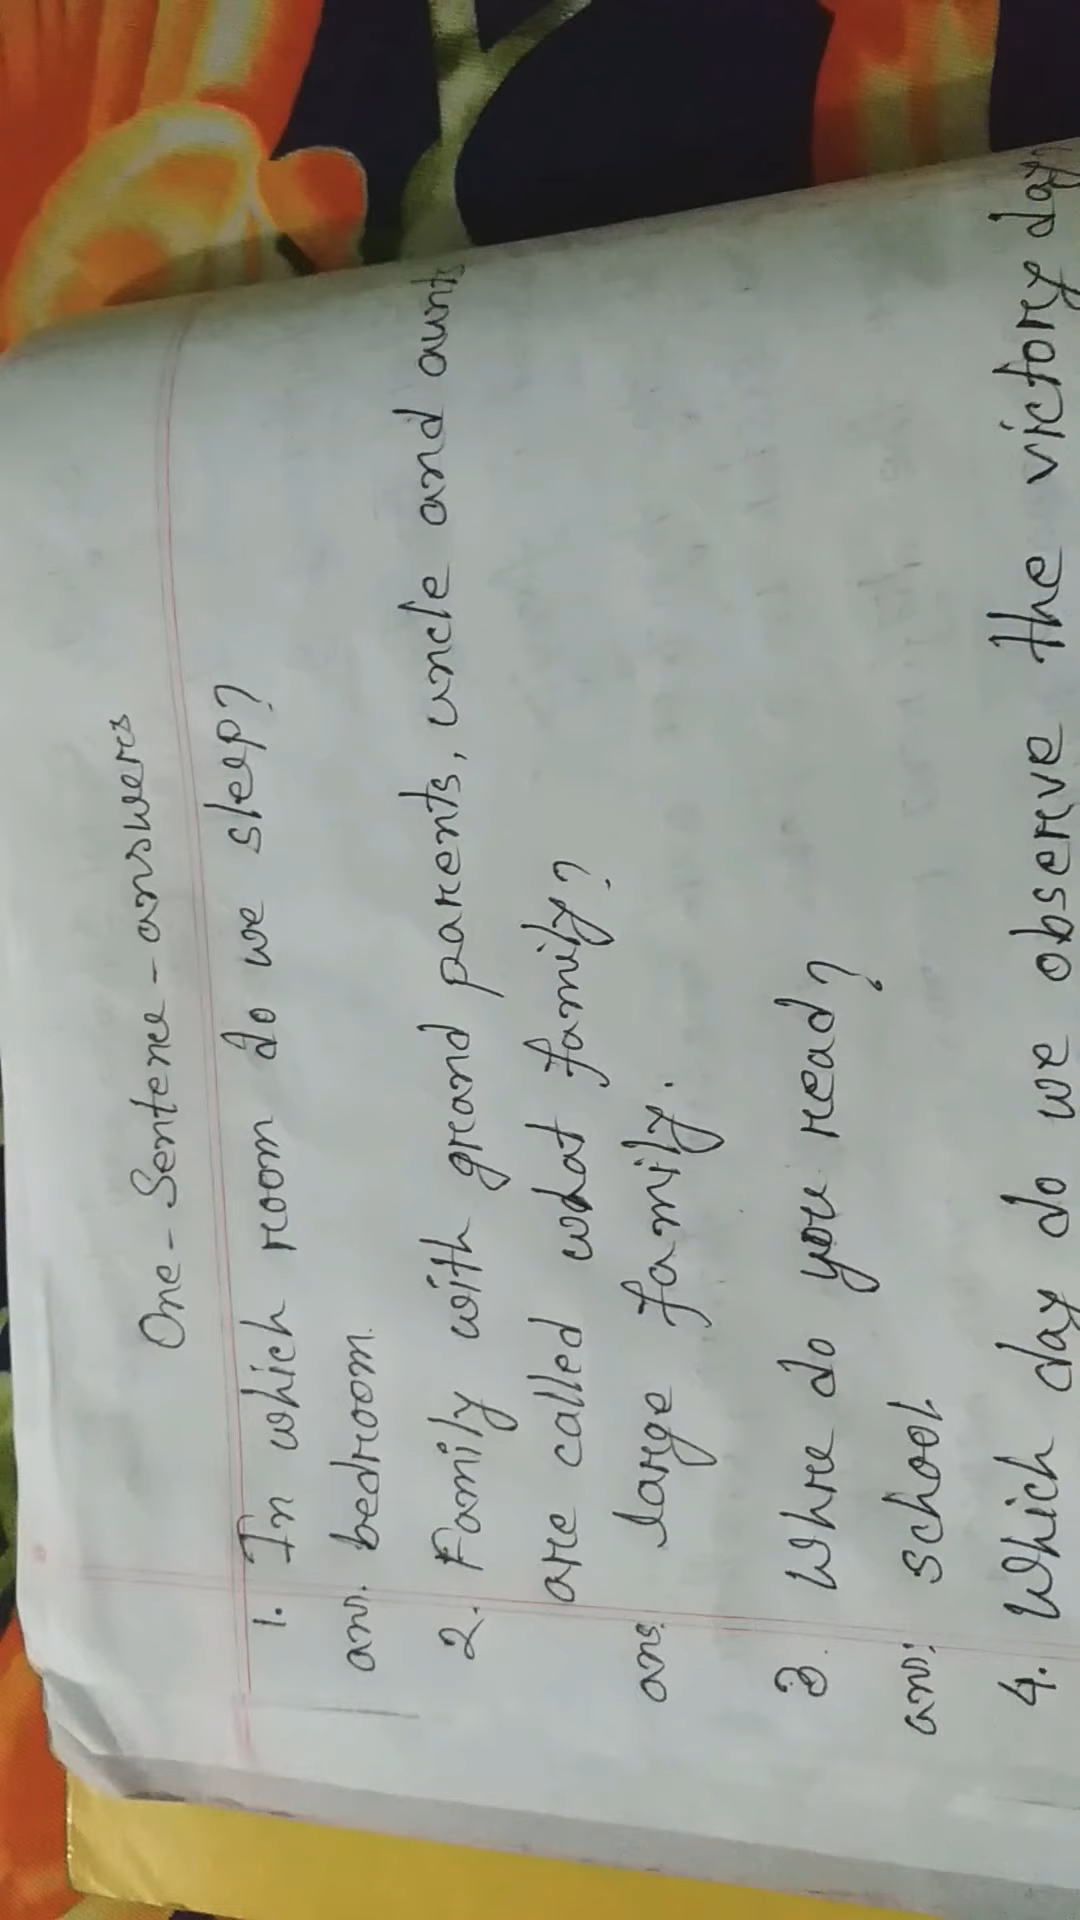 One - Sentence - answers
1. In which room do we sleep?
ans. bedroom.
2. Family with grand parents, uncle and aunts
are called what family?
ans. large family.
3. Whre do you read?
ans: school.
4. Which day do we observe the victory day